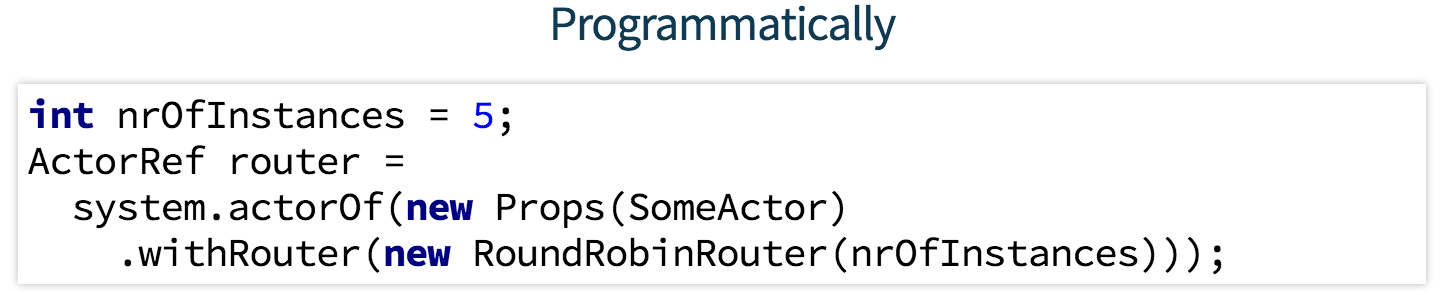 Programmatically
int nrOfInstances = 5;
ActorRef router =
  system.actorOf(new Props(SomeActor)
    .withRouter(new RoundRobinRouter(nrOfInstances)));